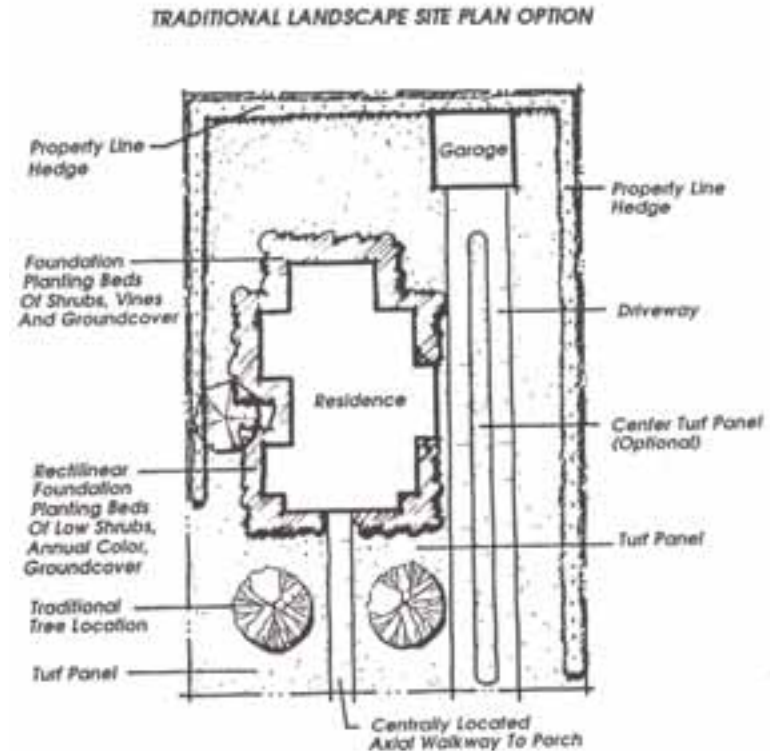 TRADITIONAL LANDSCAPE SITE PLAN OPTION
Property Line
Hedge
Garage
Property Line
Hedge
Foundation
Planting Beds
Of Shrubs, Vines
And Groundcover
Driveway
Residence
Center Turf Panel
(Optional)
Rectilinear
Foundation
Planting Beds
Of Low Shrubs,
Annual Color,
Groundcover
Turf Panel
Traditional
Tree Location
Turf Panel
Centrally Located
Axial Walkway To Porch